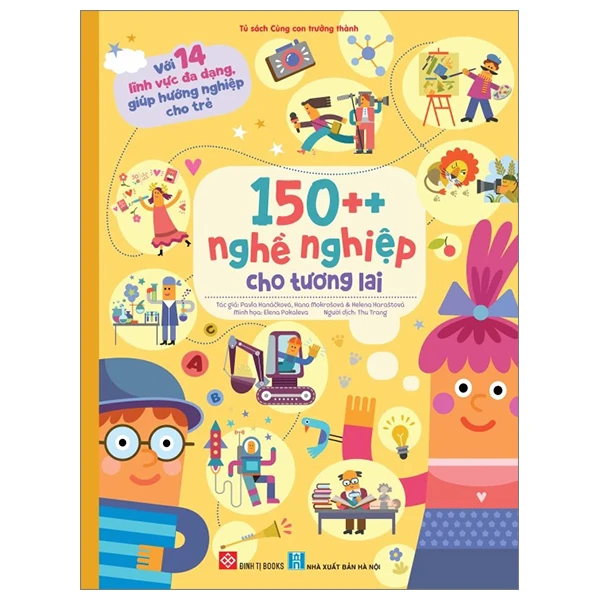 Tủ sách Cùng con trưởng thành
Với 14
lĩnh vực đa dạng,
giúp hướng nghiệp
cho trẻ
150++
nghề nghiệp
cho tương lai
Tác giả: Pavla Hanáčková, Hana Mokrošová & Helena Haraštová
Minh họa: Elena Pokaleva Người dịch: Thu Trang
A
C
B
ĐINH TỊ BOOKS
NHÀ XUẤT BẢN HÀ NỘI